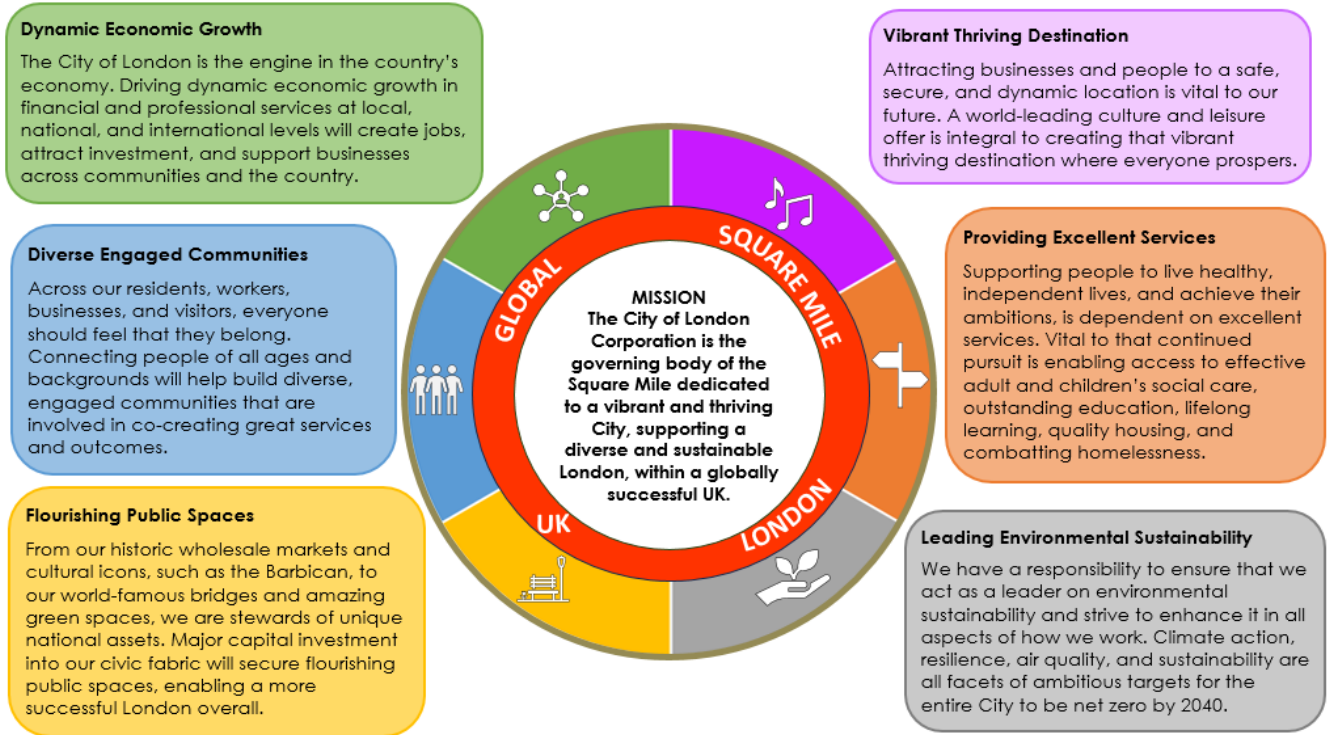 Dynamic Economic Growth
The City of London is the engine in the country's
economy. Driving dynamic economic growth in
financial and professional services at local,
national, and international levels will create jobs,
attract investment, and support businesses
across communities and the country.
Diverse Engaged Communities
Across our residents, workers,
businesses, and visitors, everyone
should feel that they belong.
Connecting people of all ages and
backgrounds will help build diverse,
engaged communities that are
involved in co-creating great services
and outcomes.
Flourishing Public Spaces
From our historic wholesale markets and
cultural icons, such as the Barbican, to
our world-famous bridges and amazing
green spaces, we are stewards of unique
national assets. Major capital investment
into our civic fabric will secure flourishing
public spaces, enabling a more
successful London overall.
GLOBAL
SQUARE MILE
UK
LONDON
MISSION
The City of London
Corporation is the
governing body of the
Square Mile dedicated
to a vibrant and thriving
City, supporting a
diverse and sustainable
London, within a globally
successful UK.
Vibrant Thriving Destination
Attracting businesses and people to a safe,
secure, and dynamic location is vital to our
future. A world-leading culture and leisure
offer is integral to creating that vibrant
thriving destination where everyone prospers.
Providing Excellent Services
Supporting people to live healthy,
independent lives, and achieve their
ambitions, is dependent on excellent
services. Vital to that continued
pursuit is enabling access to effective
adult and children's social care,
outstanding education, lifelong
learning, quality housing, and
combatting homelessness.
Leading Environmental Sustainability
We have a responsibility to ensure that we
act as a leader on environmental
sustainability and strive to enhance it in all
aspects of how we work. Climate action,
resilience, air quality, and sustainability are
all facets of ambitious targets for the
entire City to be net zero by 2040.